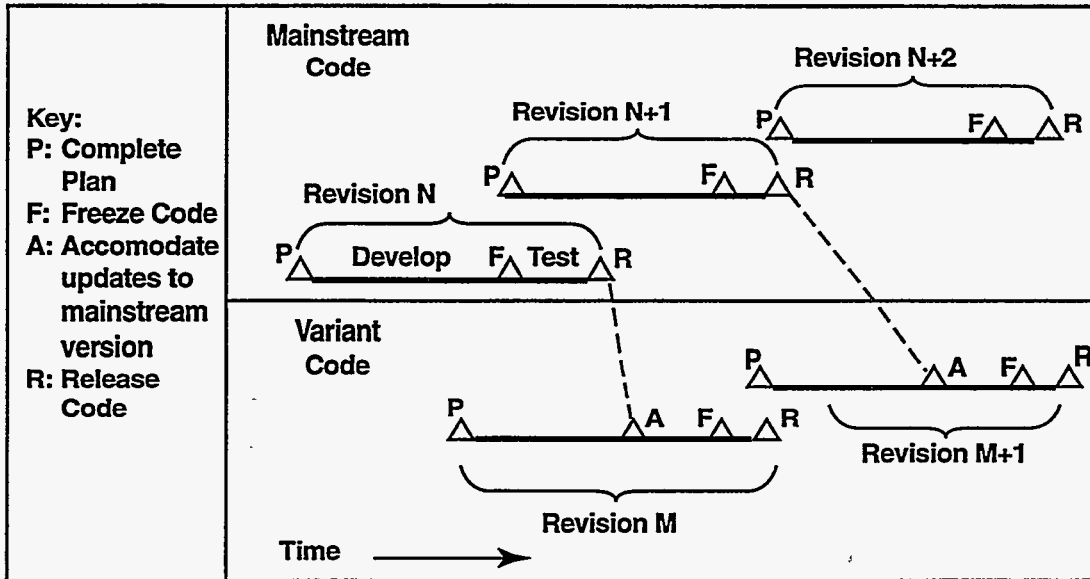 Key:
P: Complete
Plan
F: Freeze Code
A: Accomodate
updates to
mainstream
version
R: Release
Code
Mainstream
Code
Revision N+2
P F R
Revision N+1
P F R
Revision N
P Develop F Test R
Variant
Code
P A F R
Revision M+1
P A F R
Revision M
Time